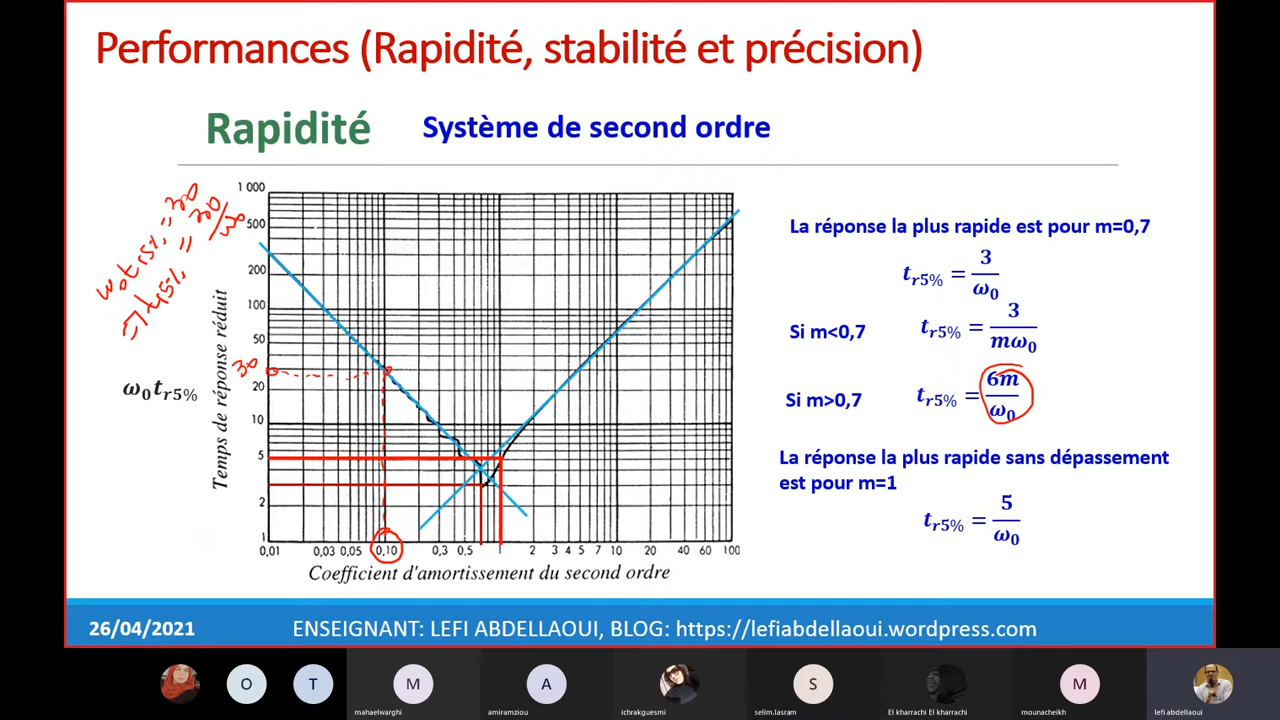 Performances (Rapidité, stabilité et précision)
Rapidité
Système de second ordre
ω0tr5% = 30
=> tr5% = 30/ω0
1 000
500
200
100
50
30
20
10
5
2
1
Temps de réponse réduit
ω₀tr5%
0,01 0,03 0,05 0,10 0,3 0,5 1 2 3 4 5 7 10 20 40 60 100
Coefficient d'amortissement du second ordre
La réponse la plus rapide est pour m=0,7
tr5% = 3/ω₀
Si m<0,7 tr5% = 3/mω₀
Si m>0,7 tr5% = 6m/ω₀
La réponse la plus rapide sans dépassement
est pour m=1
tr5% = 5/ω₀
26/04/2021 ENSEIGNANT: LEFI ABDELLAOUI, BLOG: https://lefiabdellaoui.wordpress.com
O T M A S M
mahaelwarghi amiramziou ichrakguesmi selim.lasram El kharrachi El kharrachi mounacheikh lefi abdellaoui